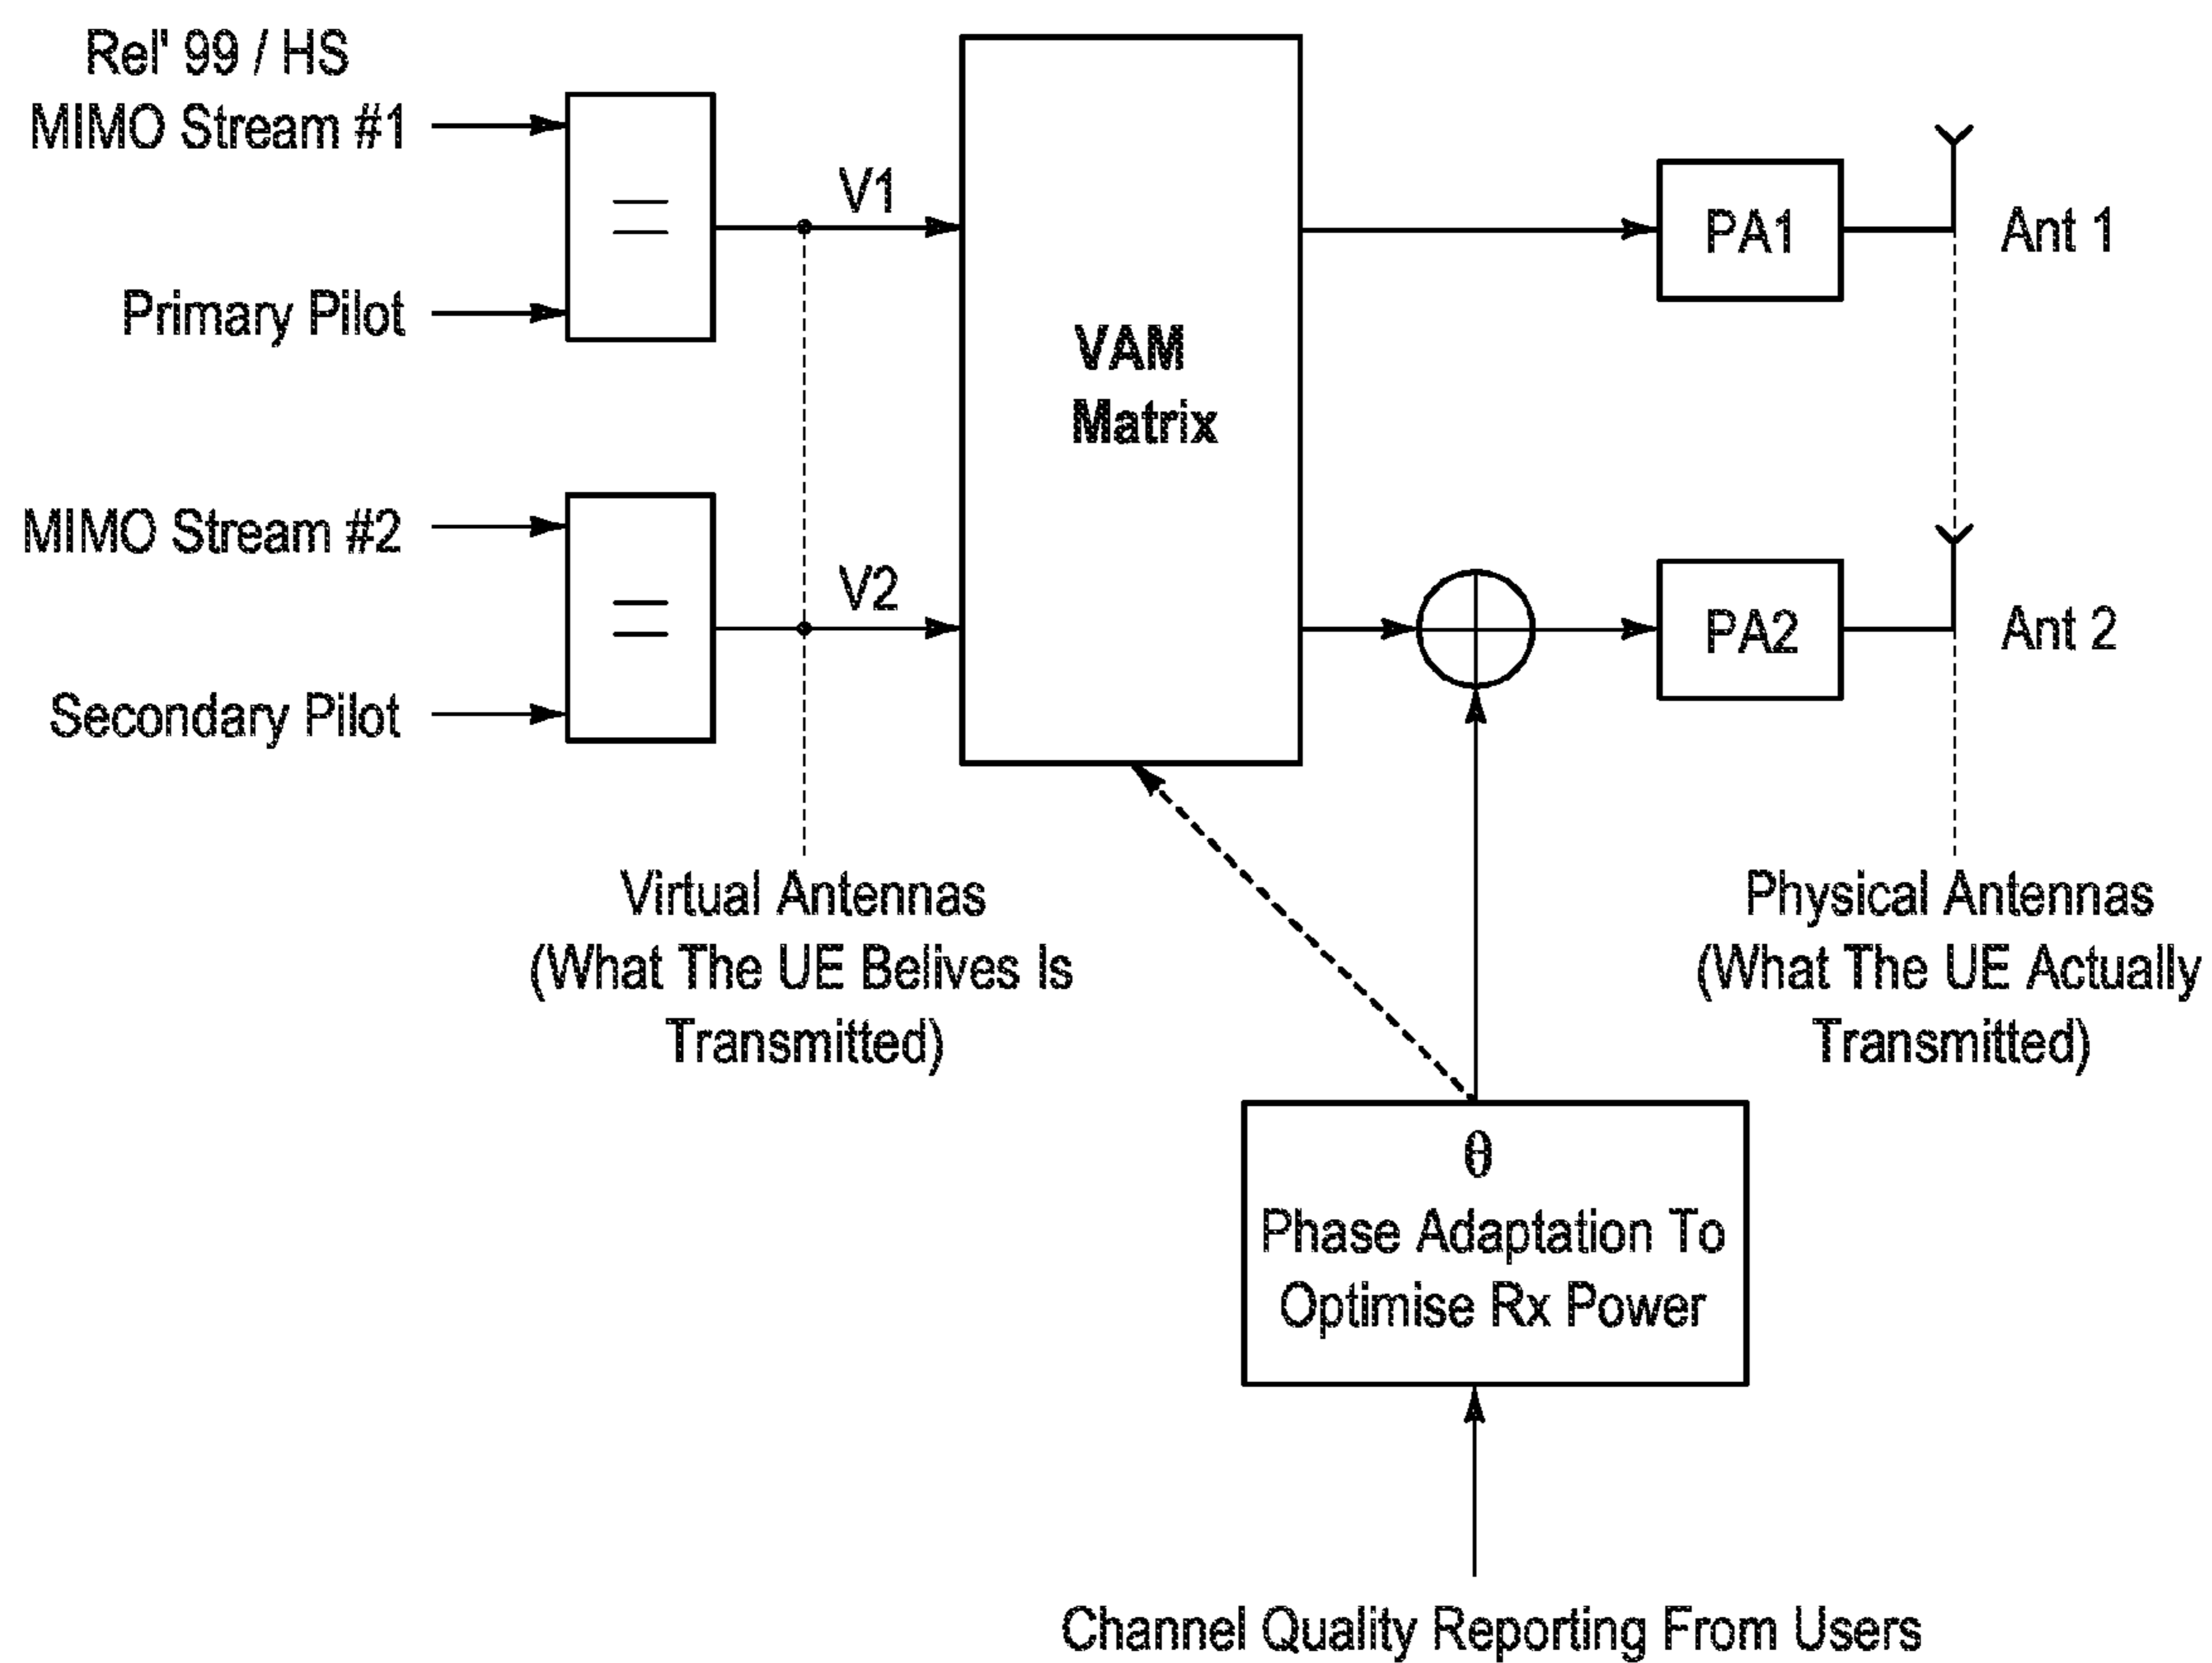 Rel' 99 / HS
MIMO Stream #1
Primary Pilot
=
V1
MIMO Stream #2
Secondary Pilot
=
V2
VAM
Matrix
PA1
Ant 1
PA2
Ant 2
Virtual Antennas
(What The UE Belives Is
Transmitted)
Physical Antennas
(What The UE Actually
Transmitted)
θ
Phase Adaptation To
Optimise Rx Power
Channel Quality Reporting From Users